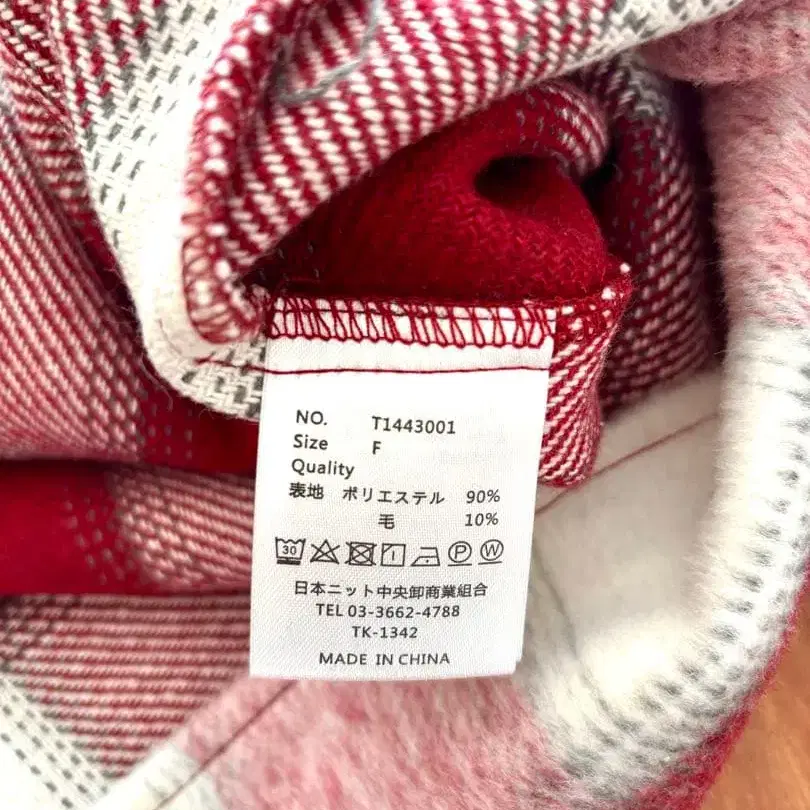 NO. T1443001
Size F
Quality
表地 ポリエステル 90%
毛 10%
30 P W
日本ニット中央卸商業組合
TEL 03-3662-4788
TK-1342
MADE IN CHINA